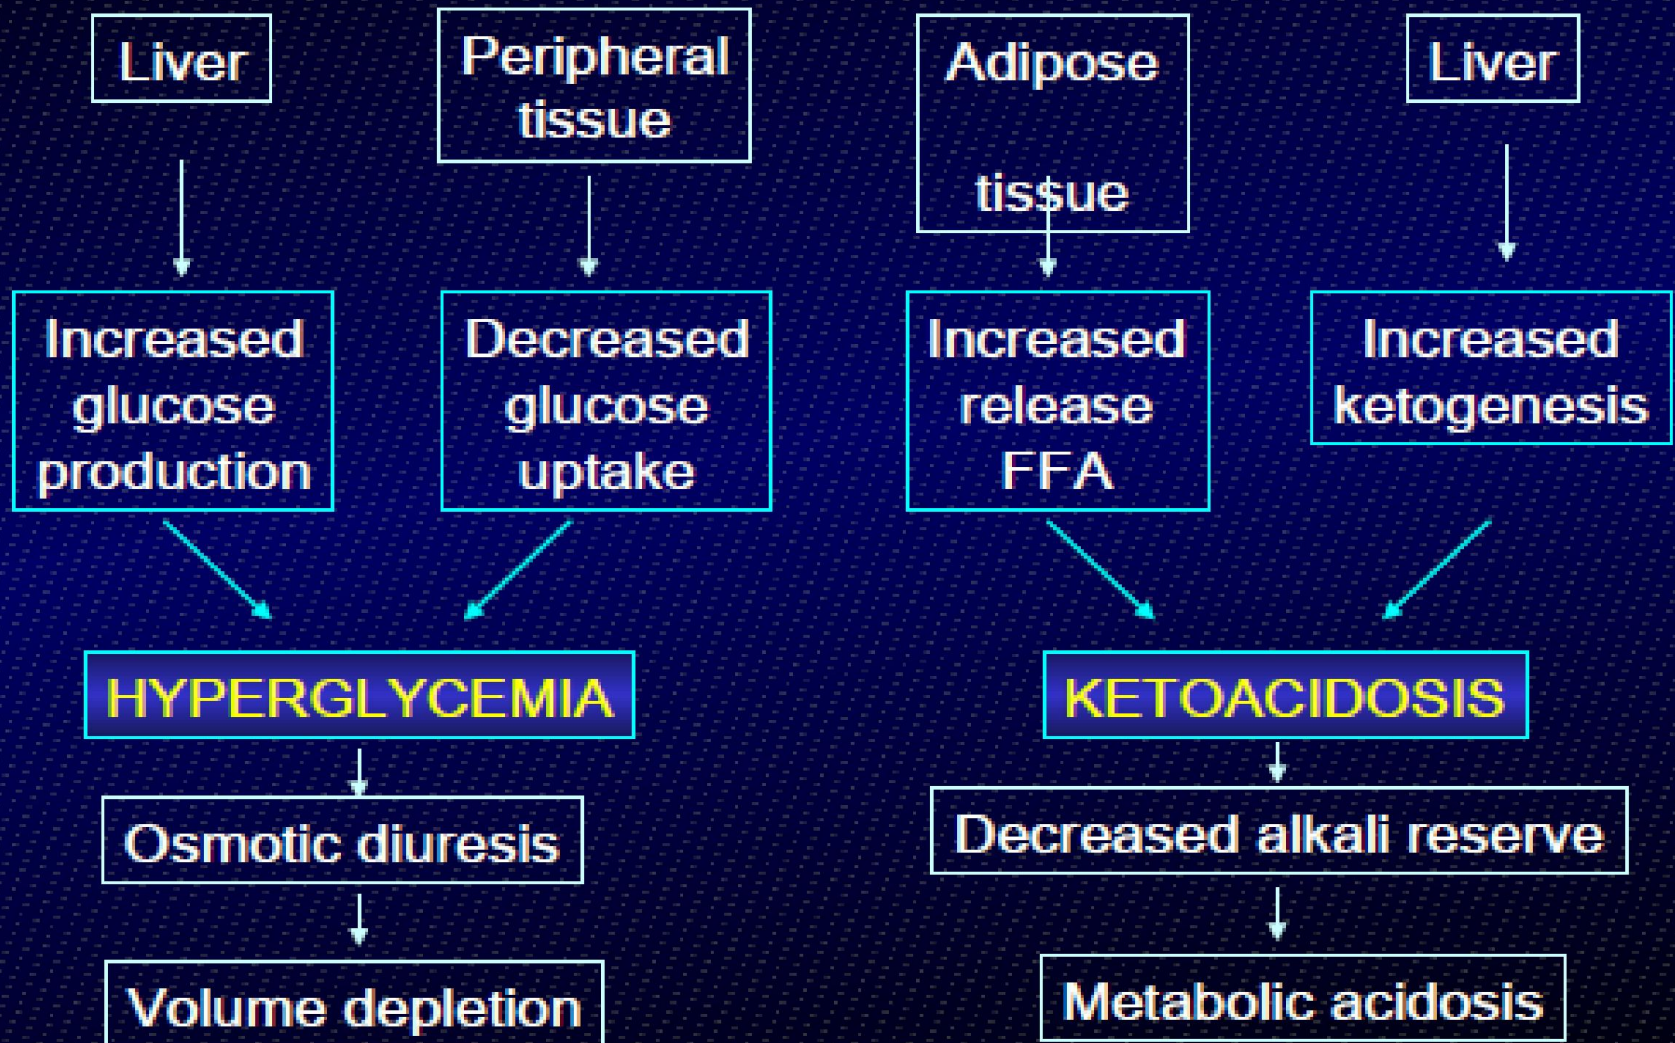 Liver
Peripheral
tissue
Adipose
tissue
Liver
Increased
glucose
production
Decreased
glucose
uptake
Increased
release
FFA
Increased
ketogenesis
HYPERGLYCEMIA
KETOACIDOSIS
Osmotic diuresis
Decreased alkali reserve
Volume depletion
Metabolic acidosis